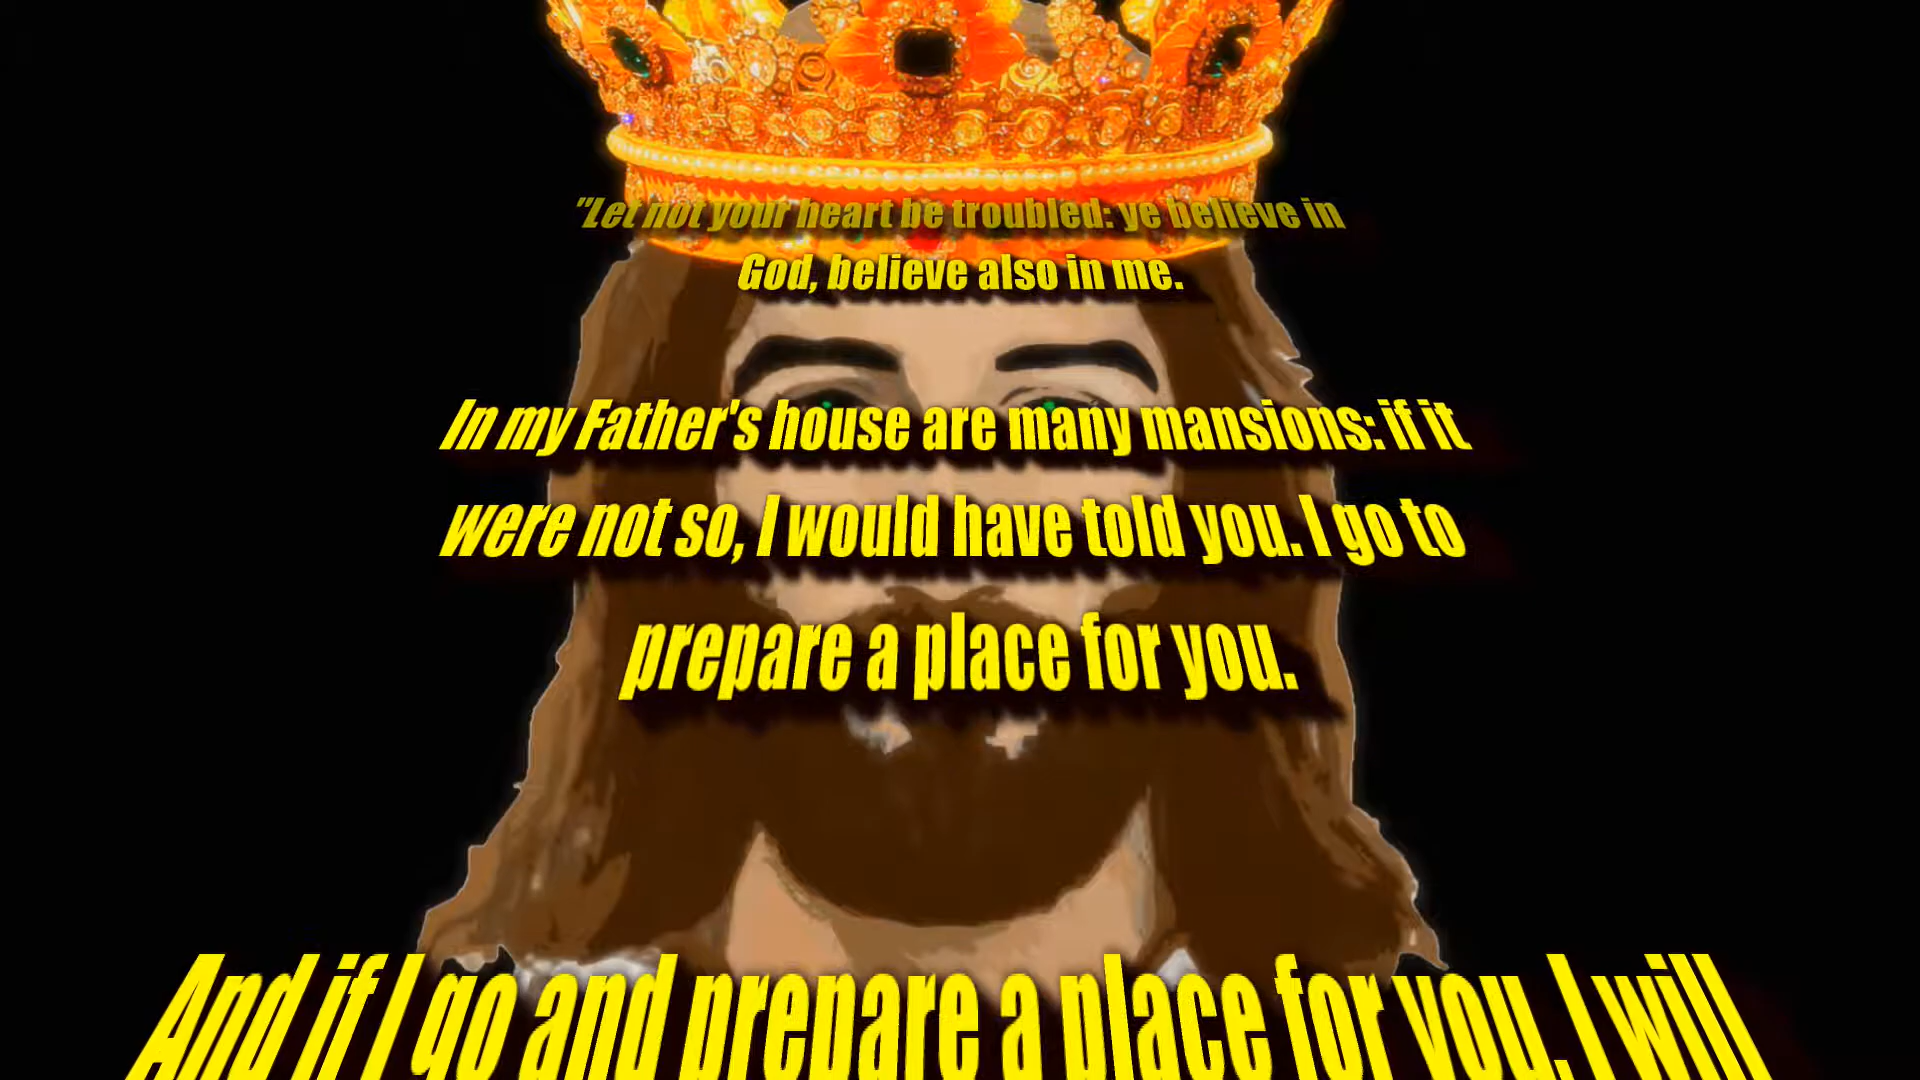 "Let not your heart be troubled: ye believe in
God, believe also in me.
In my Father's house are many mansions: if it
were not so, I would have told you. I go to
prepare a place for you.
And if I go and prepare a place for you, I will